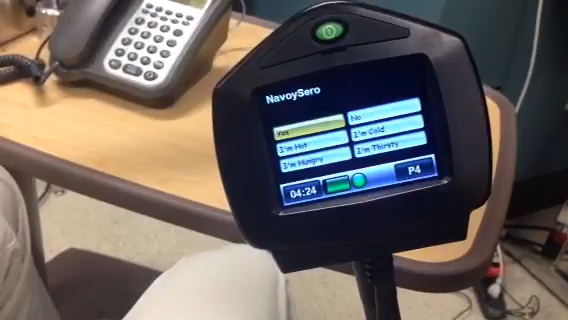 NavoySero
Yes No
I'm Hot I'm Cold
I'm Hungry I'm Thirsty
04:24 P4